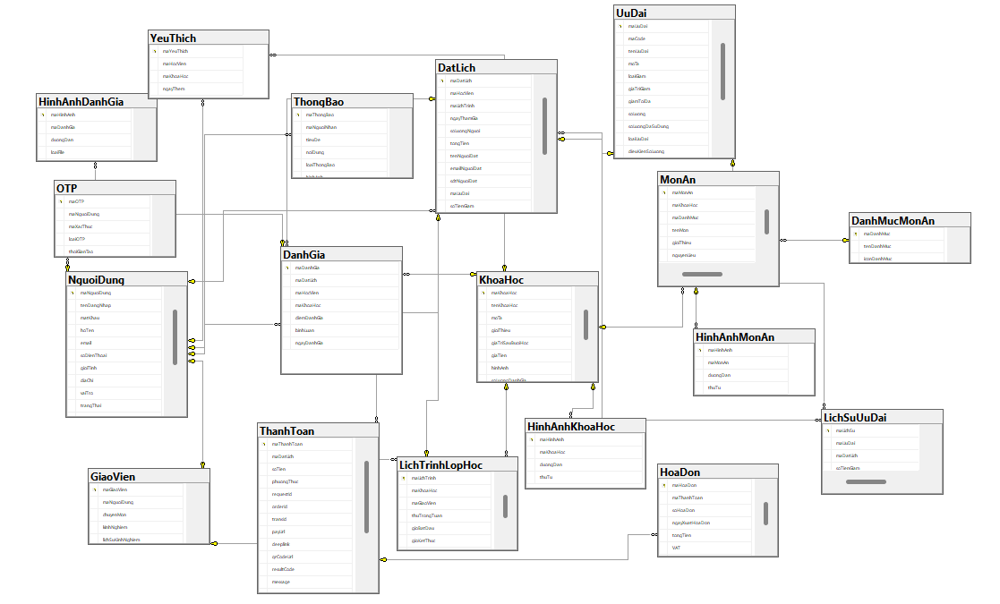 YeuThich
maYeuThich
maHocVien
maKhoaHoc
ngayThem
HinhAnhDanhGia
maHinhAnh
maDanhGia
duongDan
loaiFile
OTP
maOTP
maNguoiDung
maXacThuc
loaiOTP
thoiGianTao
NguoiDung
maNguoiDung
tenDangNhap
matKhau
hoTen
email
soDienThoai
gioiTinh
diaChi
vaiTro
trangThai
GiaoVien
maGiaoVien
maNguoiDung
chuyenMon
kinhNghiem
lichSuKinhNghiem
ThongBao
maThongBao
maNguoiNhan
tieuDe
noiDung
loaiThongBao
DanhGia
maDanhGia
maDatLich
maHocVien
maKhoaHoc
diemDanhGia
binhLuan
ngayDanhGia
ThanhToan
maThanhToan
maDatLich
soTien
phuongThuc
requestId
orderId
transId
payUrl
deeplink
qrCodeUrl
resultCode
message
DatLich
maDatLich
maHocVien
maLichTrinh
ngayThamGia
soLuongNguoi
tongTien
tenNguoiDat
emailNguoiDat
sdtNguoiDat
maUuDai
soTienGiam
KhoaHoc
maKhoaHoc
tenKhoaHoc
moTa
gioiThieu
giaTriSauBuoiHoc
giaTien
hinhAnh
soLuongDanhGia
LichTrinhLopHoc
maLichTrinh
maKhoaHoc
maGiaoVien
thuTrongTuan
gioBatDau
gioKetThuc
HinhAnhKhoaHoc
maHinhAnh
maKhoaHoc
duongDan
thuTu
UuDai
maUuDai
maCode
tenUuDai
moTa
loaiGiam
giaTriGiam
giamToiDa
soLuong
soLuongDaSuDung
loaiUuDai
dieuKienSoLuong
MonAn
maMonAn
maKhoaHoc
maDanhMuc
tenMon
gioiThieu
nguyenLieu
DanhMucMonAn
maDanhMuc
tenDanhMuc
iconDanhMuc
HinhAnhMonAn
maHinhAnh
maMonAn
duongDan
thuTu
LichSuUuDai
maLichSu
maUuDai
maDatLich
soTienGiam
HoaDon
maHoaDon
maThanhToan
soHoaDon
ngayXuatHoaDon
tongTien
VAT